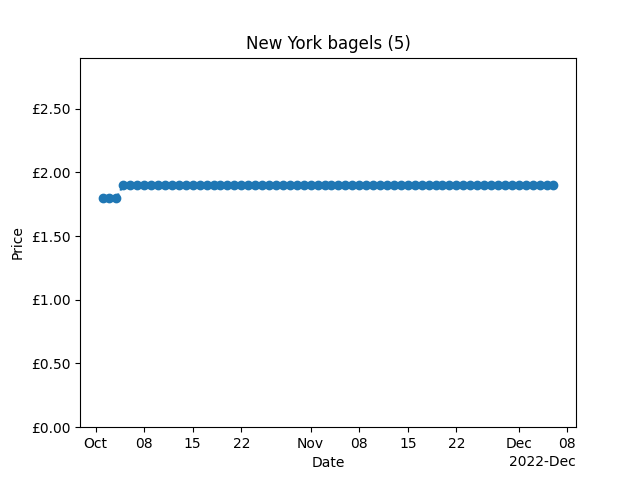 New York bagels (5)
£2.50
£2.00
£1.50
£1.00
£0.50
£0.00
Price
Oct 08 15 22 Nov 08 15 22 Dec 08
Date
2022-Dec